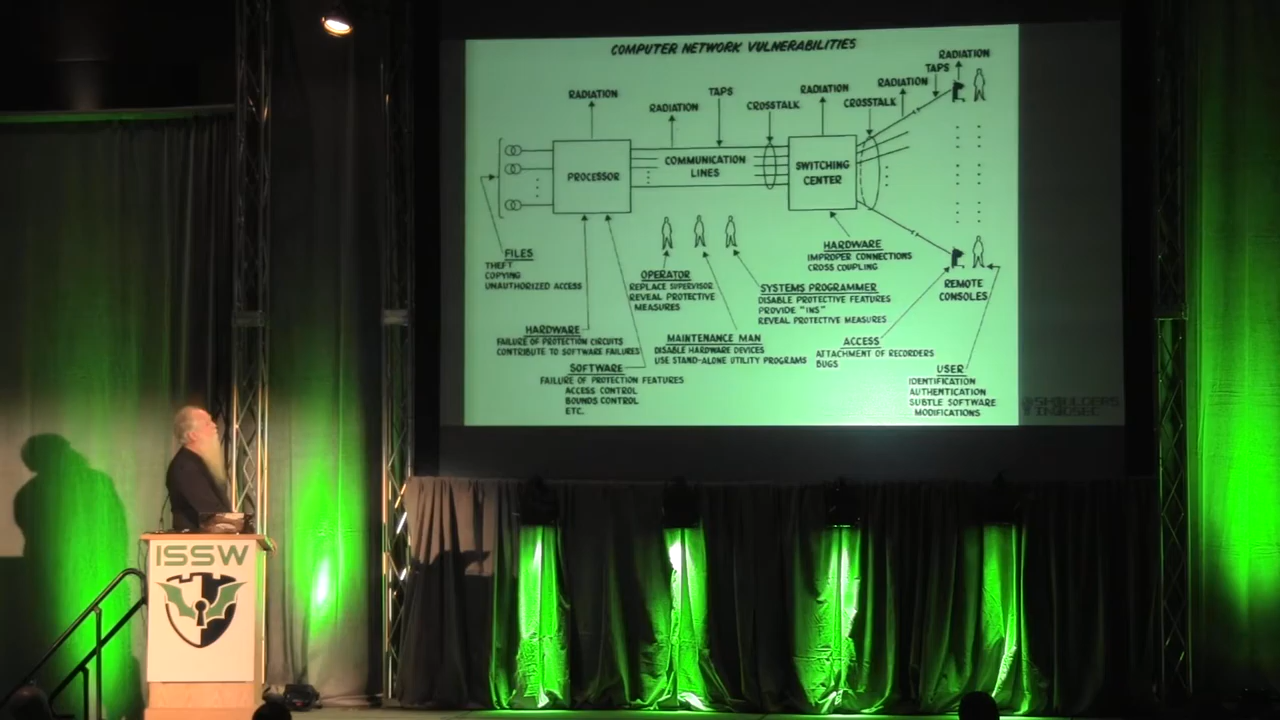 COMPUTER NETWORK VULNERABILITIES
RADIATION
TAPS
RADIATION
RADIATION
TAPS
RADIATION
RADIATION
CROSSTALK
CROSSTALK
PROCESSOR
COMMUNICATION
LINES
SWITCHING
CENTER
FILES
THEFT
COPYING
UNAUTHORIZED ACCESS
OPERATOR
REPLACE SUPERVISOR
REVEAL PROTECTIVE
MEASURES
HARDWARE
IMPROPER CONNECTIONS
CROSS COUPLING
SYSTEMS PROGRAMMER
DISABLE PROTECTIVE FEATURES
PROVIDE "INS"
REVEAL PROTECTIVE MEASURES
REMOTE
CONSOLES
HARDWARE
FAILURE OF PROTECTION CIRCUITS
CONTRIBUTE TO SOFTWARE FAILURES
MAINTENANCE MAN
DISABLE HARDWARE DEVICES
USE STAND-ALONE UTILITY PROGRAMS
ACCESS
ATTACHMENT OF RECORDERS
BUGS
SOFTWARE
FAILURE OF PROTECTION FEATURES
ACCESS CONTROL
BOUNDS CONTROL
ETC.
USER
IDENTIFICATION
AUTHENTICATION
SUBTLE SOFTWARE
MODIFICATIONS
ISSW